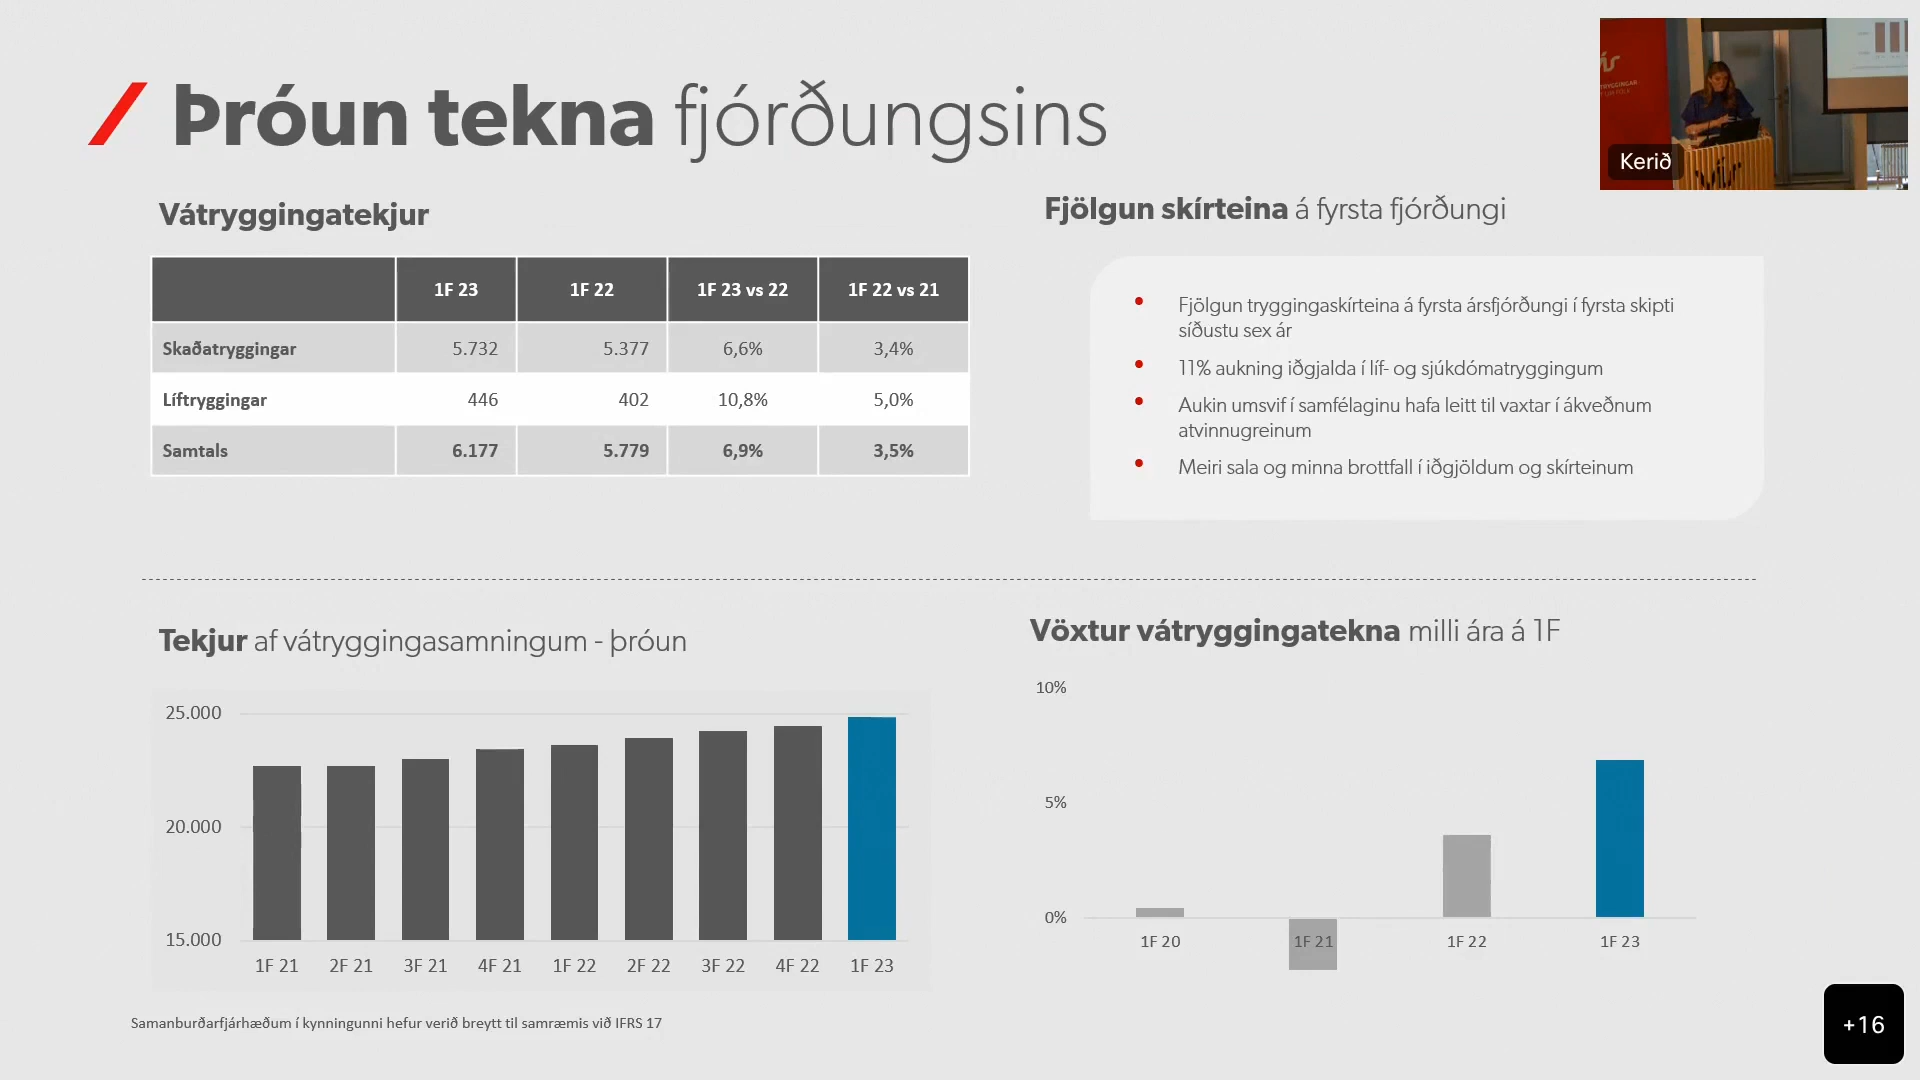 Þróun tekna fjórðungsins
Vátryggingatekjur
1F 23 1F 22 1F 23 vs 22 1F 22 vs 21
Skaðatryggingar 5.732 5.377 6,6% 3,4%
Líftryggingar 446 402 10,8% 5,0%
Samtals 6.177 5.779 6,9% 3,5%
Fjölgun skírteina á fyrsta fjórðungi
Fjölgun tryggingaskírteina á fyrsta ársfjórðungi í fyrsta skipti
síðustu sex ár
11% aukning iðgjalda í líf- og sjúkdómatryggingum
Aukin umsvif í samfélaginu hafa leitt til vaxtar í ákveðnum
atvinnugreinum
Meiri sala og minna brottfall í iðgjöldum og skírteinum
Tekjur af vátryggingasamningum - þróun
25.000
20.000
15.000
1F 21 2F 21 3F 21 4F 21 1F 22 2F 22 3F 22 4F 22 1F 23
Vöxtur vátryggingatekna milli ára á 1F
10%
5%
0%
1F 20 1F 21 1F 22 1F 23
Samanburðarfjárhæðum í kynningunni hefur verið breytt til samræmis við IFRS 17
Kerið
vís
TRYGGINGAR
+16